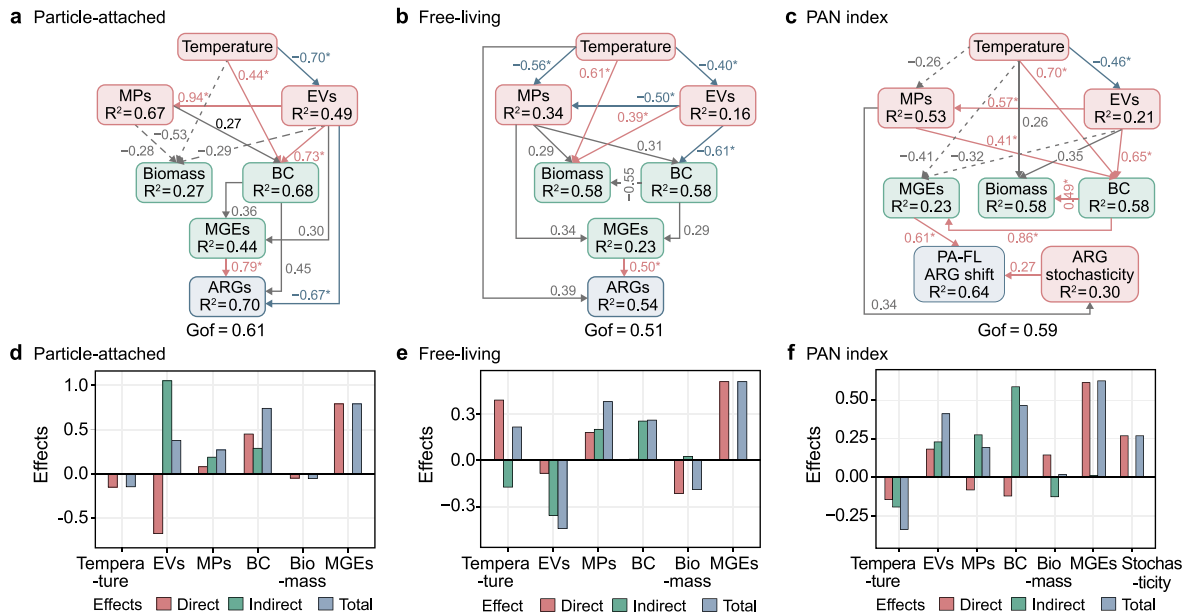 a Particle-attached
Temperature
−0.70*
0.44*
MPs
R²=0.67
0.94*
EVs
R²=0.49
−0.53
0.27
−0.28
−0.29
0.73*
Biomass
R²=0.27
BC
R²=0.68
0.36
MGEs
R²=0.44
0.30
0.79*
0.45
ARGs
R²=0.70
−0.67*
Gof = 0.61
b Free-living
Temperature
−0.56*
0.61*
−0.40*
MPs
R²=0.34
−0.50*
EVs
R²=0.16
0.39*
0.29
0.31
−0.61*
Biomass
R²=0.58
−0.55
BC
R²=0.58
MGEs
R²=0.23
0.34
0.29
0.50*
ARGs
R²=0.54
0.39
Gof = 0.51
c PAN index
Temperature
−0.26
0.70*
−0.46*
MPs
R²=0.53
0.57*
EVs
R²=0.21
0.26
0.41*
−0.41
−0.32
0.35
0.65*
MGEs
R²=0.23
Biomass
R²=0.58
0.49*
BC
R²=0.58
0.61*
0.86*
PA-FL
ARG shift
R²=0.64
0.27
ARG
stochasticity
R²=0.30
0.34
Gof = 0.59
d Particle-attached
Effects
1.0
0.5
0.0
−0.5
Tempera
-ture
EVs
MPs
BC
Bio
-mass
MGEs
Effects Direct Indirect Total
e Free-living
Effects
0.3
0.0
−0.3
Tempera
-ture
EVs
MPs
BC
Bio
-mass
MGEs
Effect Direct Indirect Total
f PAN index
Effects
0.50
0.25
0.00
−0.25
Tempera
-ture
EVs
MPs
BC
Bio
-mass
MGEs
Stochas
-ticity
Effects Direct Indirect Total